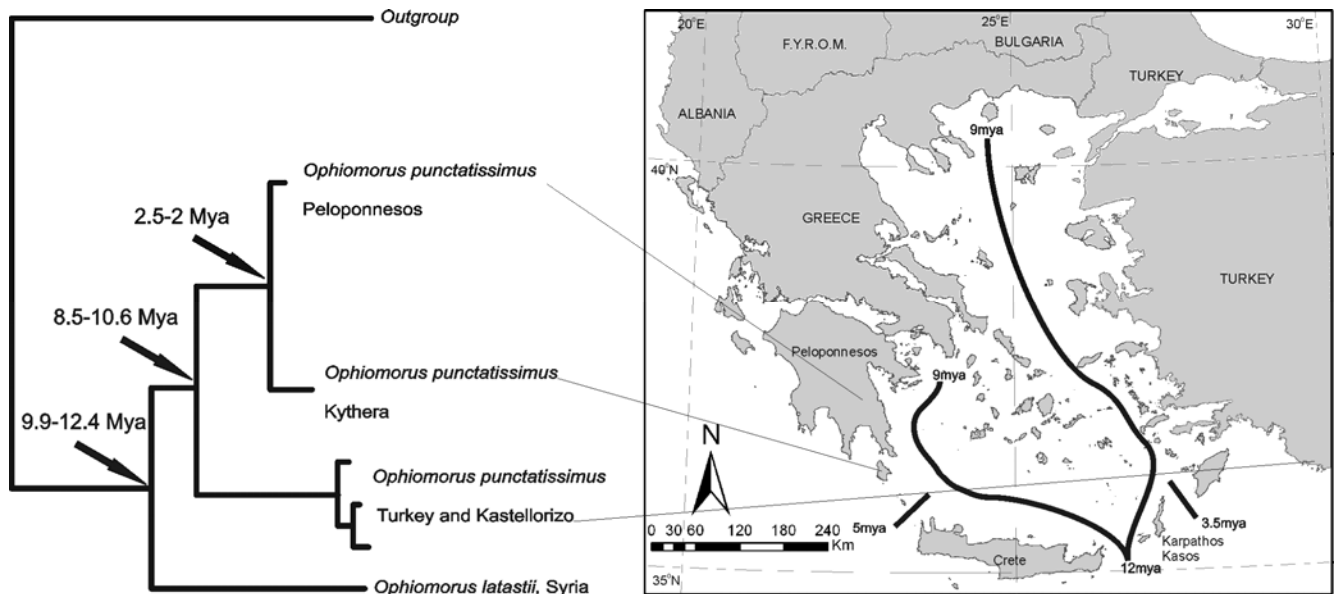 Outgroup
Ophiomorus punctatissimus
Peloponnesos
2.5-2 Mya
8.5-10.6 Mya
Ophiomorus punctatissimus
Kythera
9.9-12.4 Mya
Ophiomorus punctatissimus
Turkey and Kastellorizo
Ophiomorus latastii, Syria
20°E
25°E
30°E
F.Y.R.O.M.
BULGARIA
TURKEY
ALBANIA
9mya
40°N
GREECE
TURKEY
Peloponnesos
9mya
N
5mya
3.5mya
0 30 60 120 180 240
Km
Karpathos
Kasos
Crete
12mya
35°N